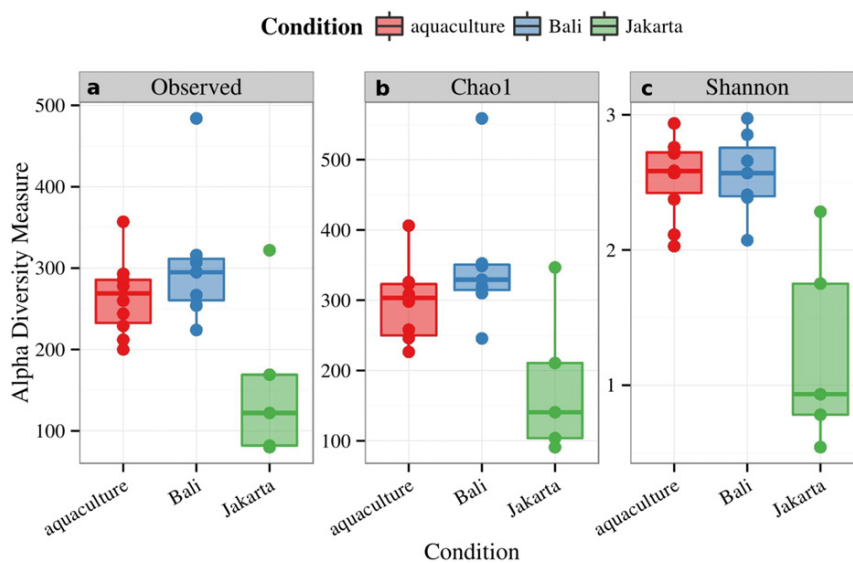 Condition aquaculture Bali Jakarta
a Observed
b Chao1
c Shannon
Alpha Diversity Measure
500
400
300
200
100
500
400
300
200
100
3
2
1
aquaculture
Bali
Jakarta
aquaculture
Bali
Jakarta
aquaculture
Bali
Jakarta
Condition